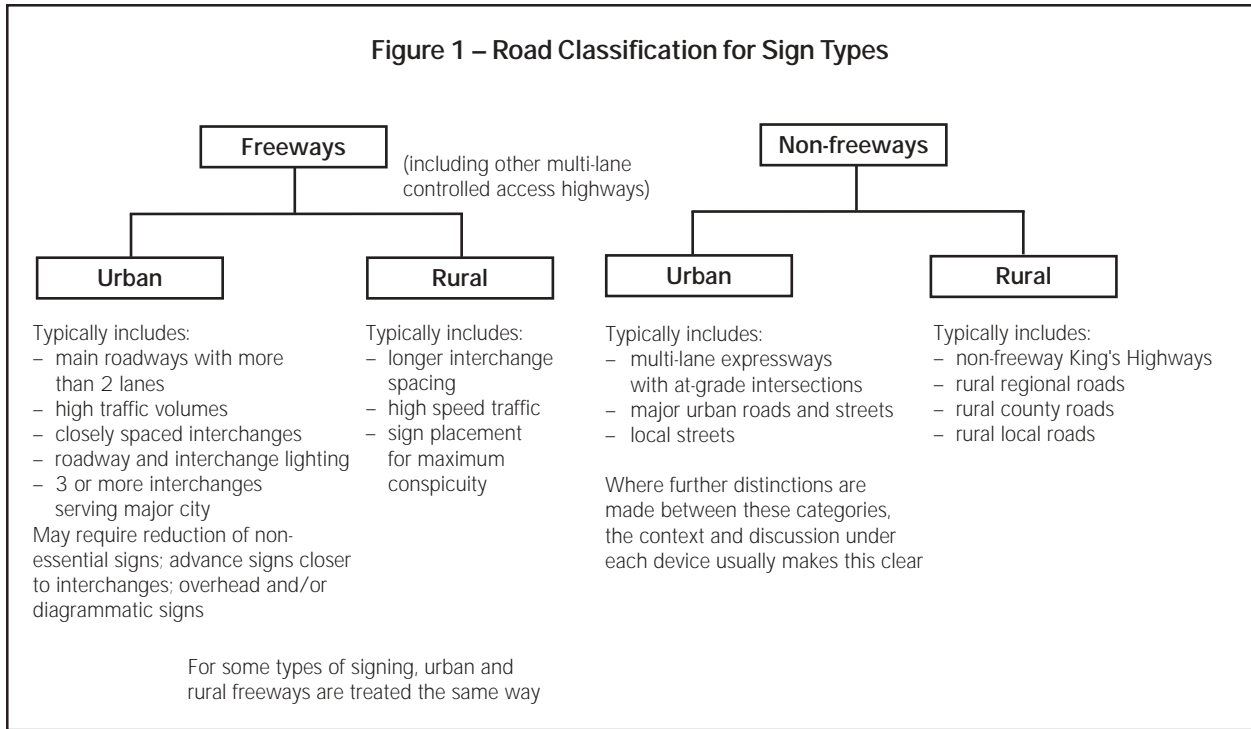 Figure 1 – Road Classification for Sign Types
Freeways
(including other multi-lane
controlled access highways)
Non-freeways
Urban
Typically includes:
– main roadways with more
than 2 lanes
– high traffic volumes
– closely spaced interchanges
– roadway and interchange lighting
– 3 or more interchanges
serving major city
May require reduction of non-
essential signs; advance signs closer
to interchanges; overhead and/or
diagrammatic signs
Rural
Typically includes:
– longer interchange
spacing
– high speed traffic
– sign placement
for maximum
conspicuity
For some types of signing, urban and
rural freeways are treated the same way
Urban
Typically includes:
– multi-lane expressways
with at-grade intersections
– major urban roads and streets
– local streets
Where further distinctions are
made between these categories,
the context and discussion under
each device usually makes this clear
Rural
Typically includes:
– non-freeway King's Highways
– rural regional roads
– rural county roads
– rural local roads